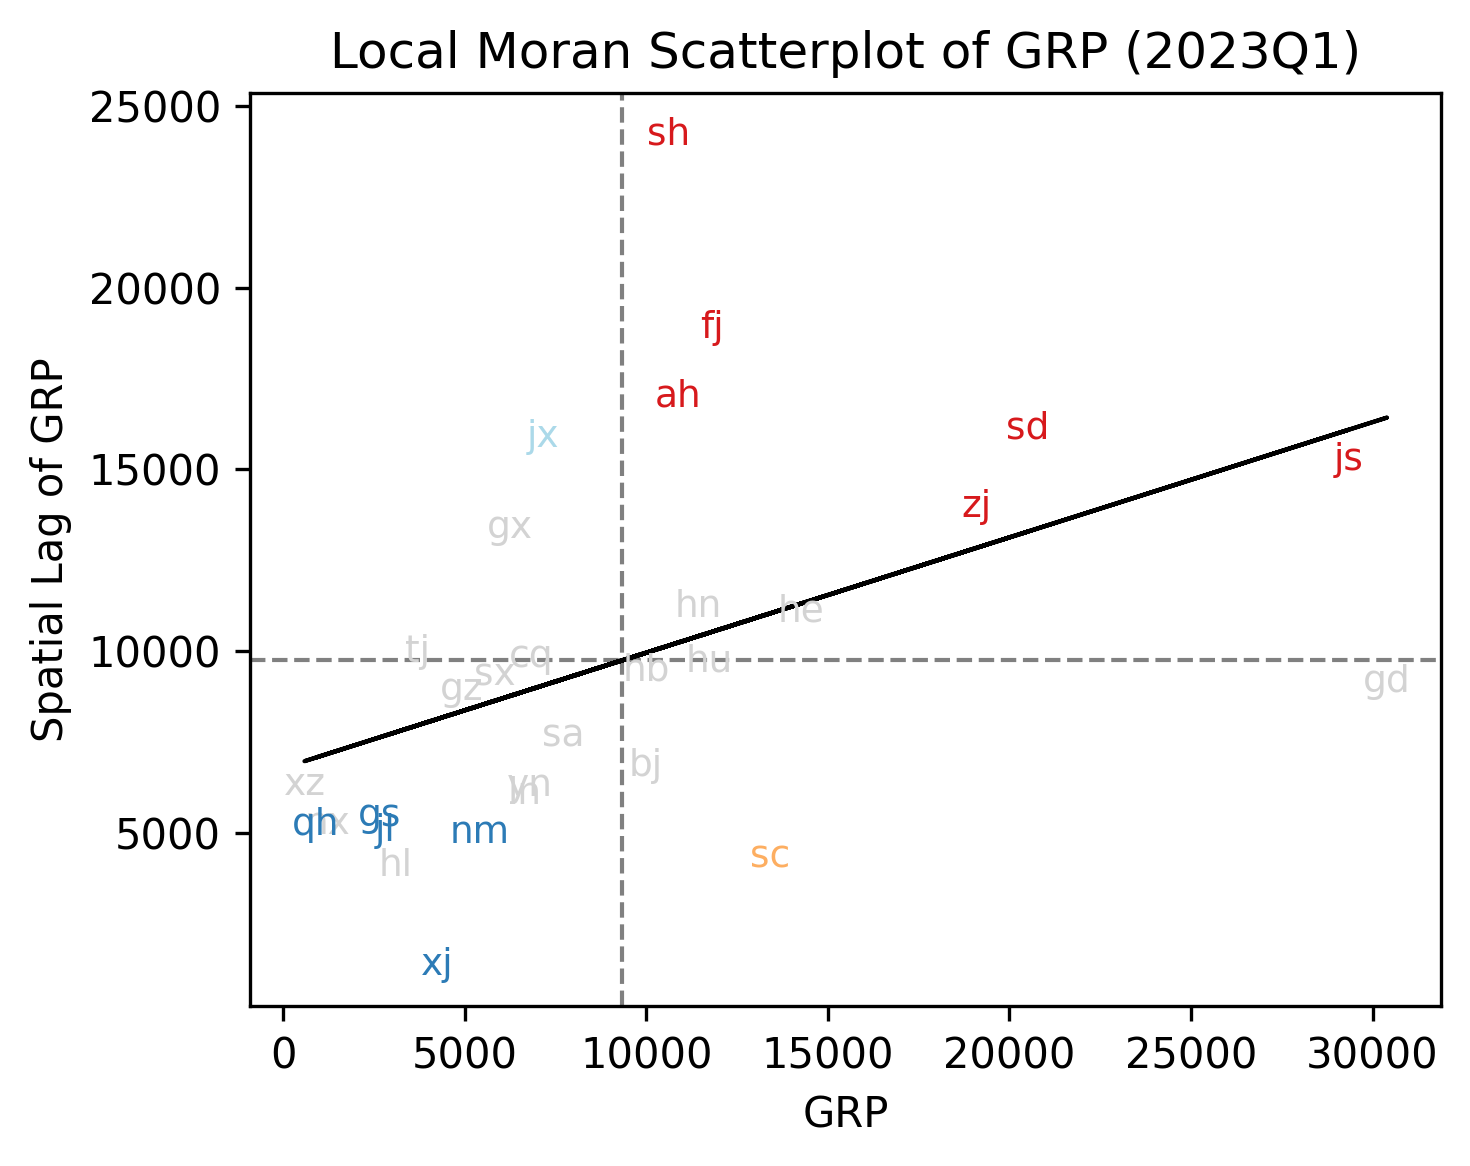 Local Moran Scatterplot of GRP (2023Q1)
25000
20000
15000
10000
5000
Spatial Lag of GRP
sh
fj
ah
sd
jx
js
zj
gx
hn
he
tj
cq
hu
hb
sx
gd
gz
sa
bj
xz
yn
ln
gs
qh
nx
jl
nm
sc
hl
xj
0 5000 10000 15000 20000 25000 30000
GRP